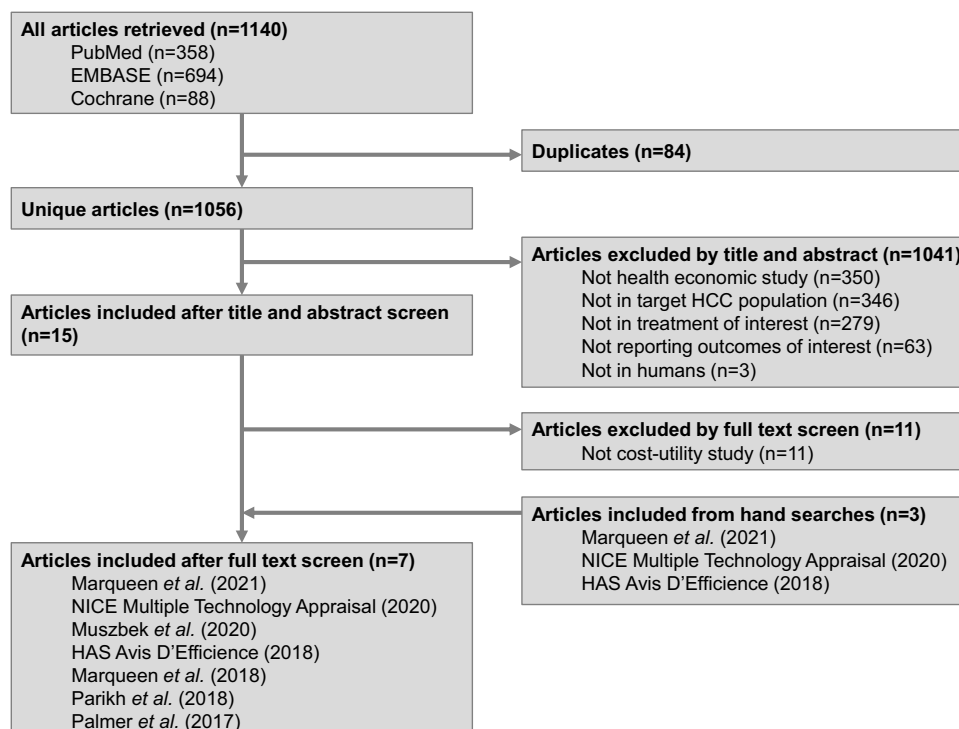 All articles retrieved (n=1140)
PubMed (n=358)
EMBASE (n=694)
Cochrane (n=88)
Duplicates (n=84)
Unique articles (n=1056)
Articles excluded by title and abstract (n=1041)
Not health economic study (n=350)
Not in target HCC population (n=346)
Not in treatment of interest (n=279)
Not reporting outcomes of interest (n=63)
Not in humans (n=3)
Articles included after title and abstract screen
(n=15)
Articles excluded by full text screen (n=11)
Not cost-utility study (n=11)
Articles included from hand searches (n=3)
Marqueen et al. (2021)
NICE Multiple Technology Appraisal (2020)
HAS Avis D’Efficience (2018)
Articles included after full text screen (n=7)
Marqueen et al. (2021)
NICE Multiple Technology Appraisal (2020)
Muszbek et al. (2020)
HAS Avis D’Efficience (2018)
Marqueen et al. (2018)
Parikh et al. (2018)
Palmer et al. (2017)